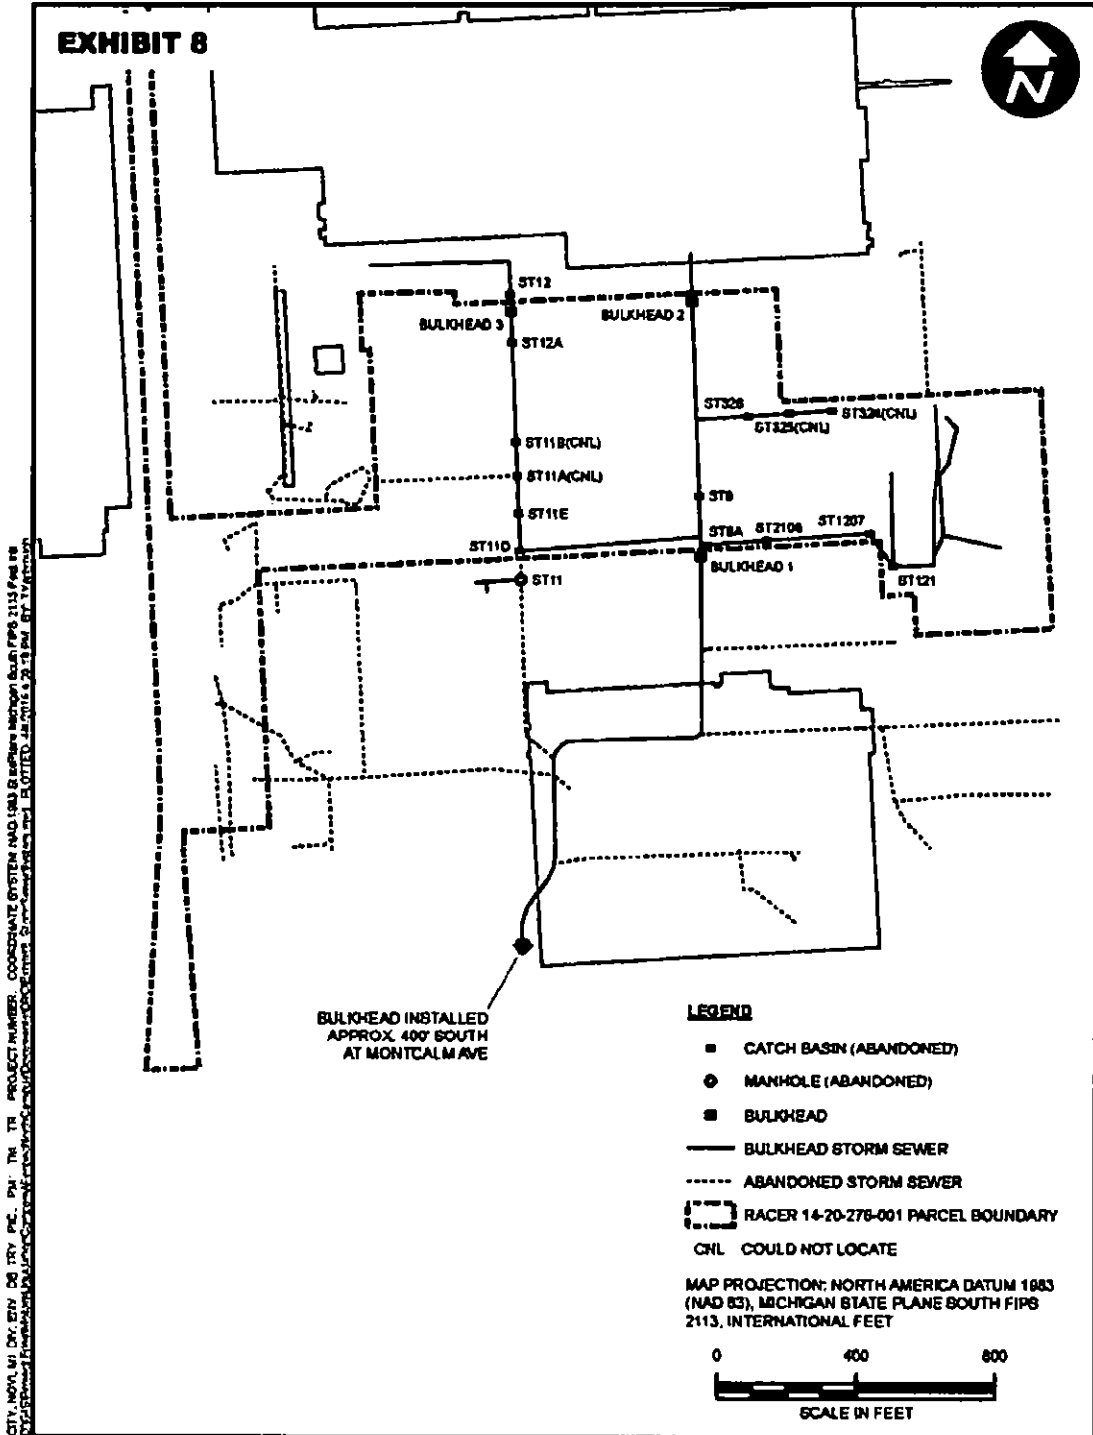 EXHIBIT 8
N
ST12
BULKHEAD 3
BULKHEAD 2
ST12A
ST326
ST325(CNL)
ST324(CNL)
ST11B(CNL)
ST11A(CNL)
ST9
ST11E
ST11D
ST8A
ST2106
ST1207
BULKHEAD 1
ST11
ST121
BULKHEAD INSTALLED
APPROX. 400' SOUTH
AT MONTCALM AVE
LEGEND
CATCH BASIN (ABANDONED)
MANHOLE (ABANDONED)
BULKHEAD
BULKHEAD STORM SEWER
ABANDONED STORM SEWER
RACER 14-20-276-001 PARCEL BOUNDARY
CNL COULD NOT LOCATE
MAP PROJECTION: NORTH AMERICA DATUM 1983
(NAD 83), MICHIGAN STATE PLANE SOUTH FIPS
2113, INTERNATIONAL FEET
0 400 800
SCALE IN FEET